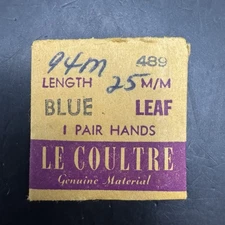 94M 489
LENGTH 25 M/M
BLUE LEAF
1 PAIR HANDS
LE COULTRE
Genuine Material